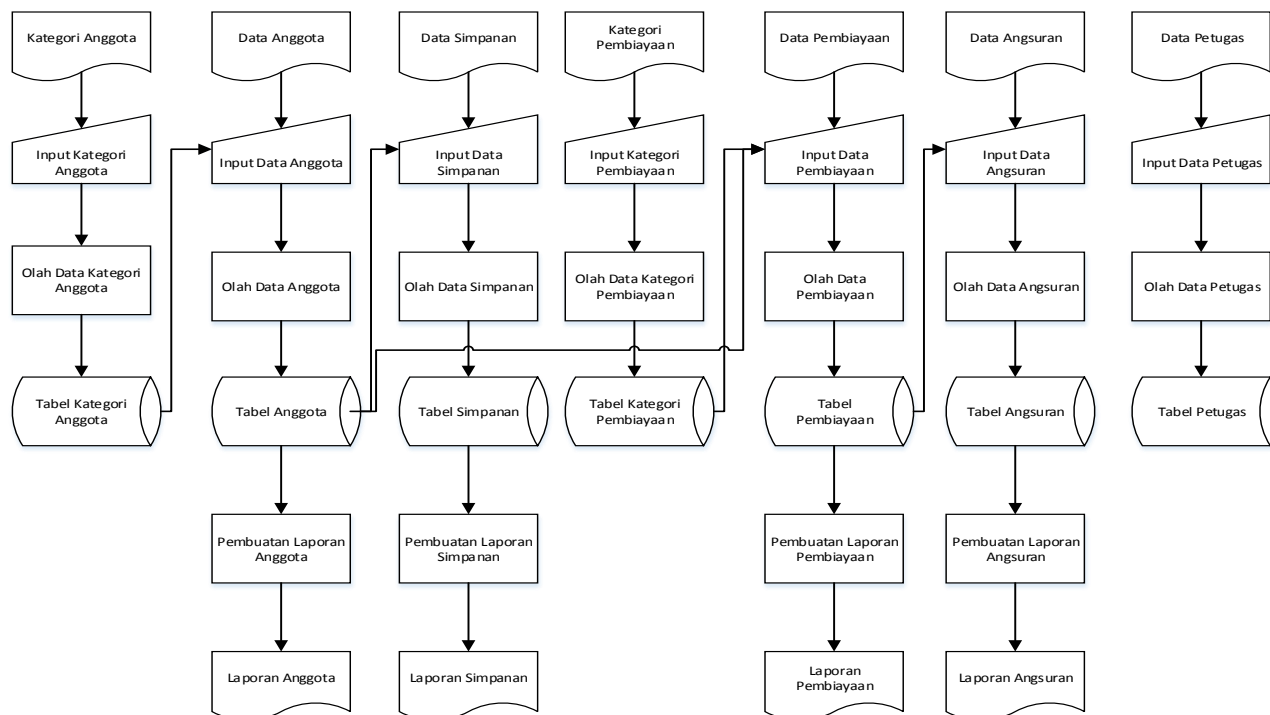 Kategori Anggota
Data Anggota
Data Simpanan
Kategori
Pembiayaan
Data Pembiayaan
Data Angsuran
Data Petugas
Input Kategori
Anggota
Input Data Anggota
Input Data
Simpanan
Input Kategori
Pembiayaan
Input Data
Pembiayaan
Input Data
Angsuran
Input Data Petugas
Olah Data Kategori
Anggota
Olah Data Anggota
Olah Data Simpanan
Olah Data Kategori
Pembiayaan
Olah Data
Pembiayaan
Olah Data Angsuran
Olah Data Petugas
Tabel Kategori
Anggota
Tabel Anggota
Tabel Simpanan
Tabel Kategori
Pembiayaan
Tabel
Pembiayaan
Tabel Angsuran
Tabel Petugas
Pembuatan Laporan
Anggota
Pembuatan Laporan
Simpanan
Pembuatan Laporan
Pembiayaan
Pembuatan Laporan
Angsuran
Laporan Anggota
Laporan Simpanan
Laporan
Pembiayaan
Laporan Angsuran